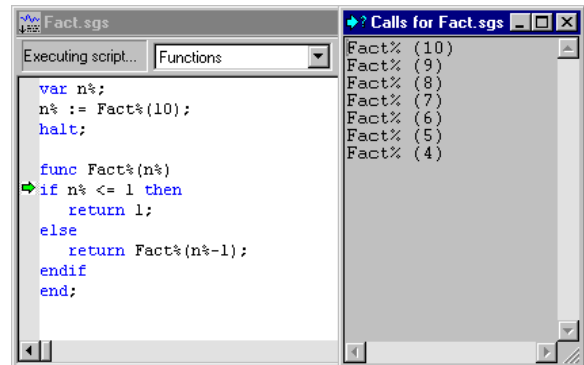 Fact.sgs
Executing script... Functions
var n%;
n% := Fact%(10);
halt;
func Fact%(n%)
if n% <= 1 then
return 1;
else
return Fact%(n%-1);
endif
end;
? Calls for Fact.sgs
Fact% (10)
Fact% (9)
Fact% (8)
Fact% (7)
Fact% (6)
Fact% (5)
Fact% (4)